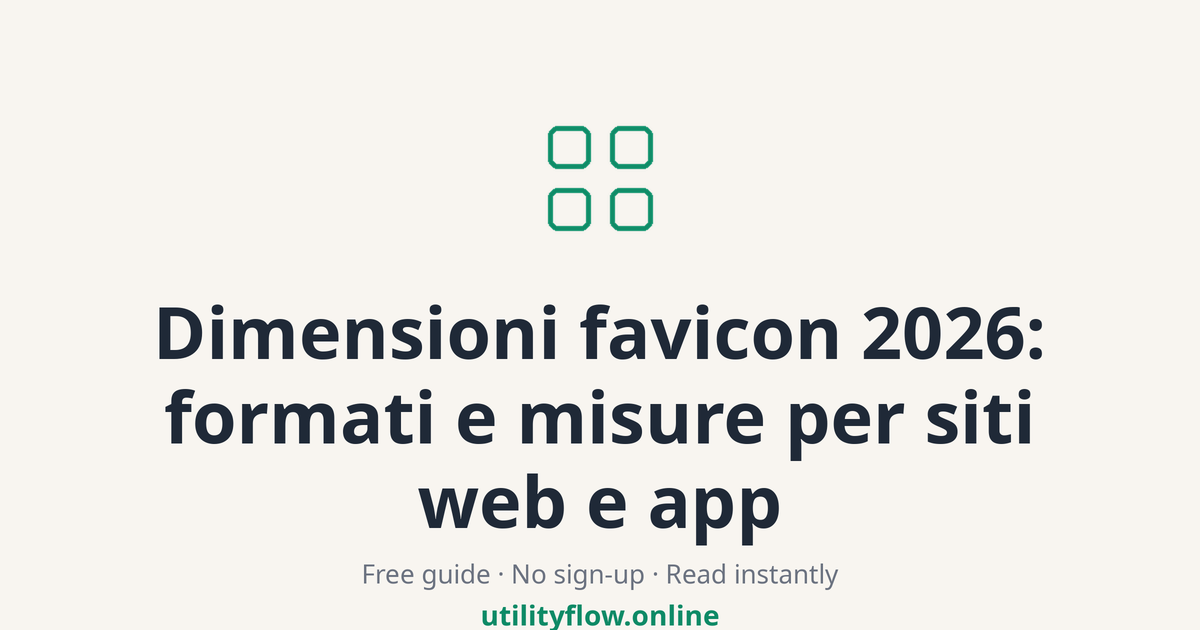 Dimensioni favicon 2026:
formati e misure per siti
web e app
Free guide · No sign-up · Read instantly
utilityflow.online